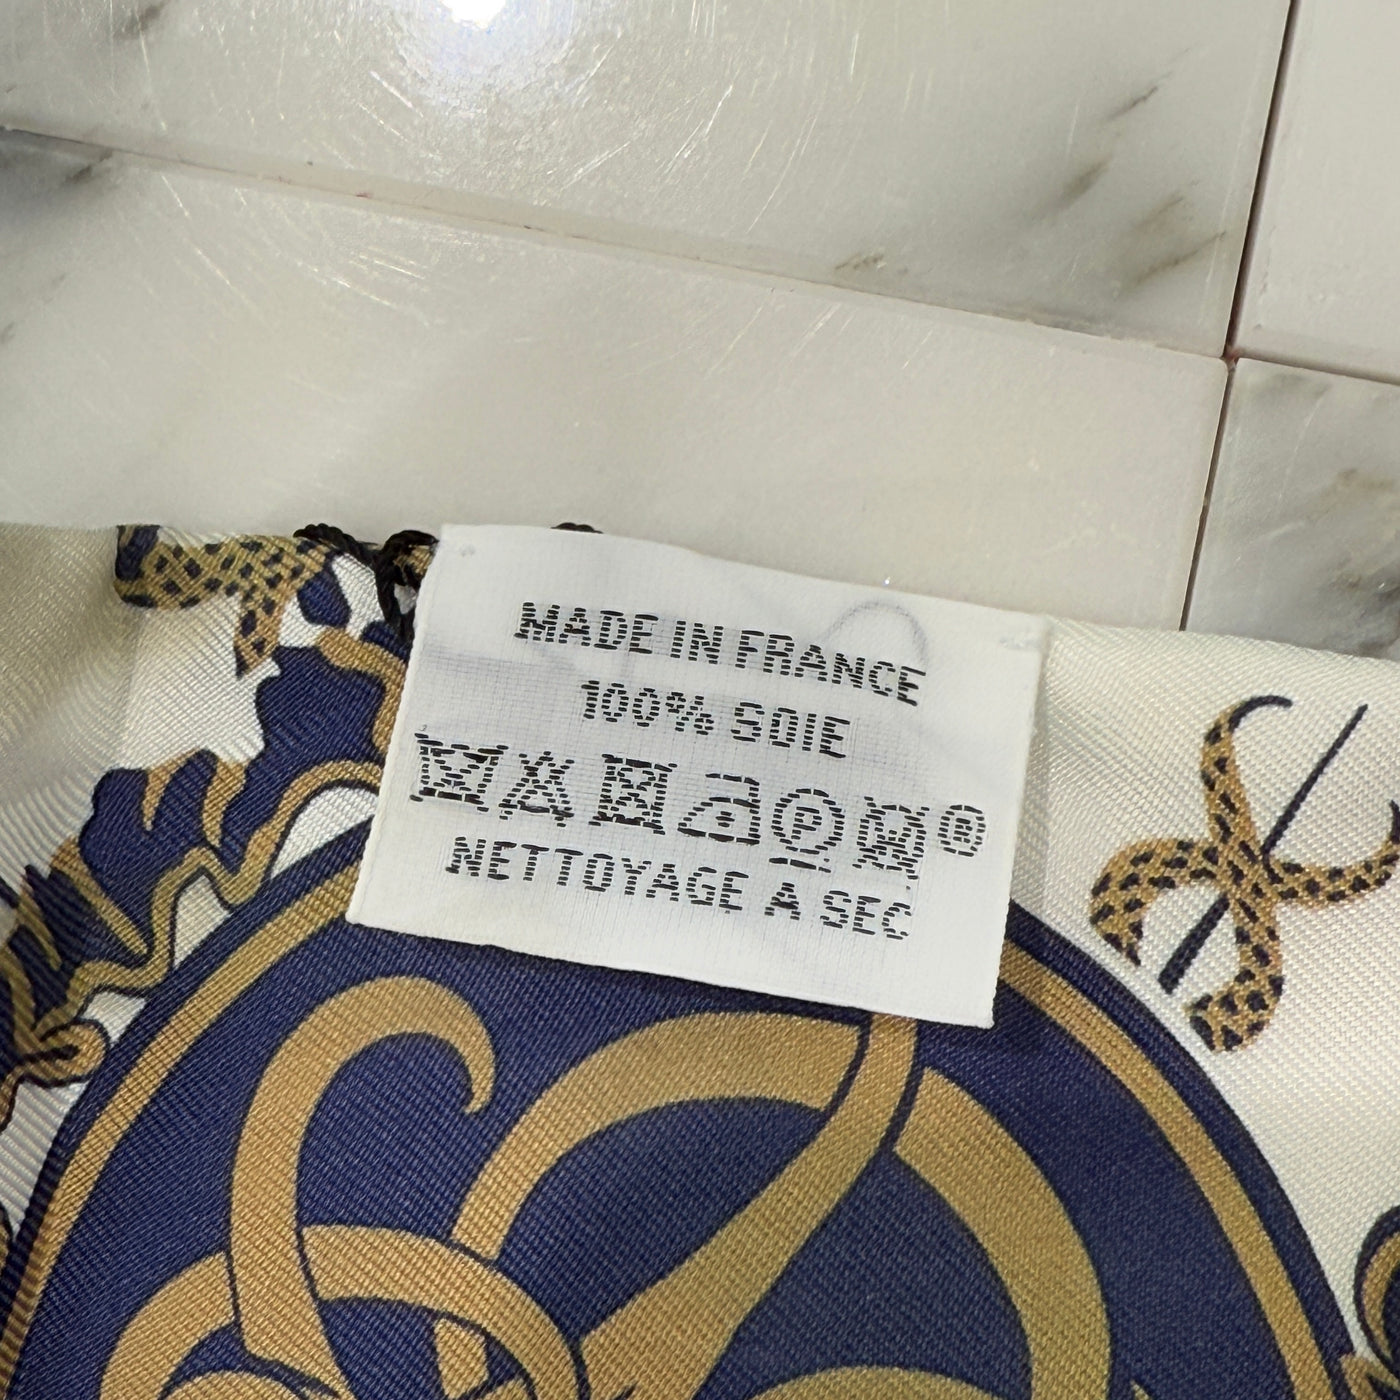 MADE IN FRANCE
100% SOIE
P ®
NETTOYAGE A SEC